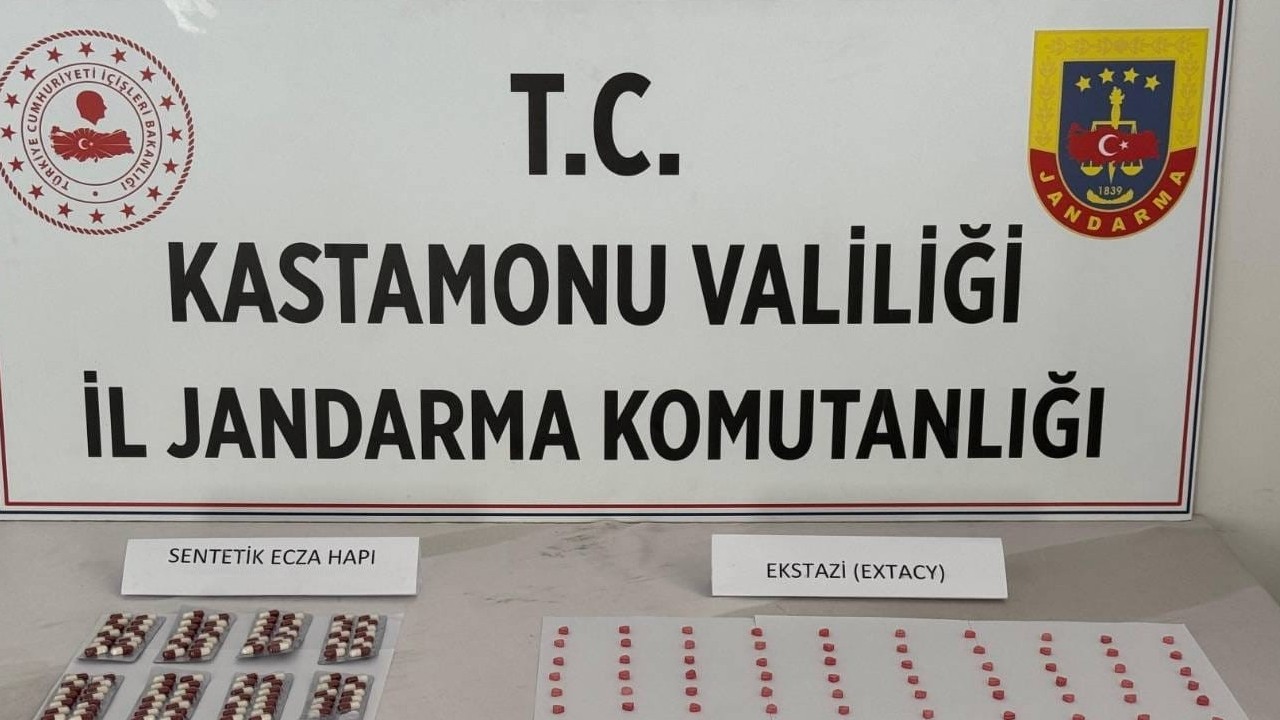 TÜRKİYE CUMHURİYETİ İÇİŞLERİ BAKANLIĞI
T.C.
KASTAMONU VALİLİĞİ
İL JANDARMA KOMUTANLIĞI
1839
JANDARMA
SENTETİK ECZA HAPI
EKSTAZİ (EXTACY)